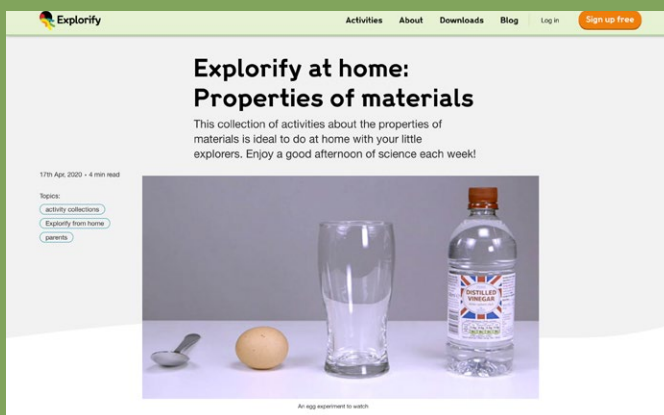 Explorify
Activities About Downloads Blog Log in Sign up free
Explorify at home:
Properties of materials
This collection of activities about the properties of
materials is ideal to do at home with your little
explorers. Enjoy a good afternoon of science each week!
17th Apr, 2020 • 4 min read
Topics:
activity collections
Explorify from home
parents
DISTILLED
VINEGAR
An egg experiment to watch